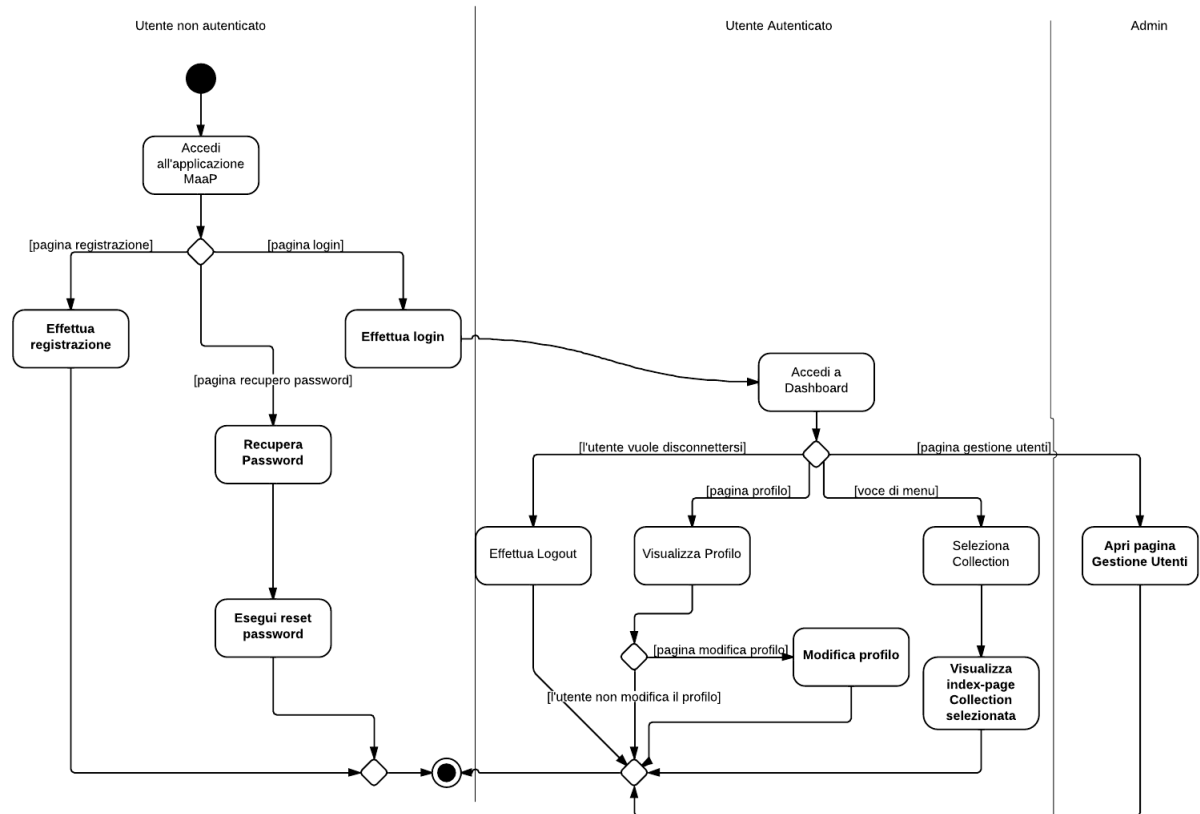 Utente non autenticato
Utente Autenticato
Admin
Accedi
all'applicazione
MaaP
[pagina registrazione]
[pagina login]
Effettua
registrazione
Effettua login
[pagina recupero password]
Accedi a
Dashboard
Recupera
Password
[l'utente vuole disconnettersi]
[pagina gestione utenti]
[pagina profilo]
[voce di menu]
Effettua Logout
Visualizza Profilo
Seleziona
Collection
Apri pagina
Gestione Utenti
Esegui reset
password
[pagina modifica profilo]
Modifica profilo
Visualizza
index-page
Collection
selezionata
[l'utente non modifica il profilo]